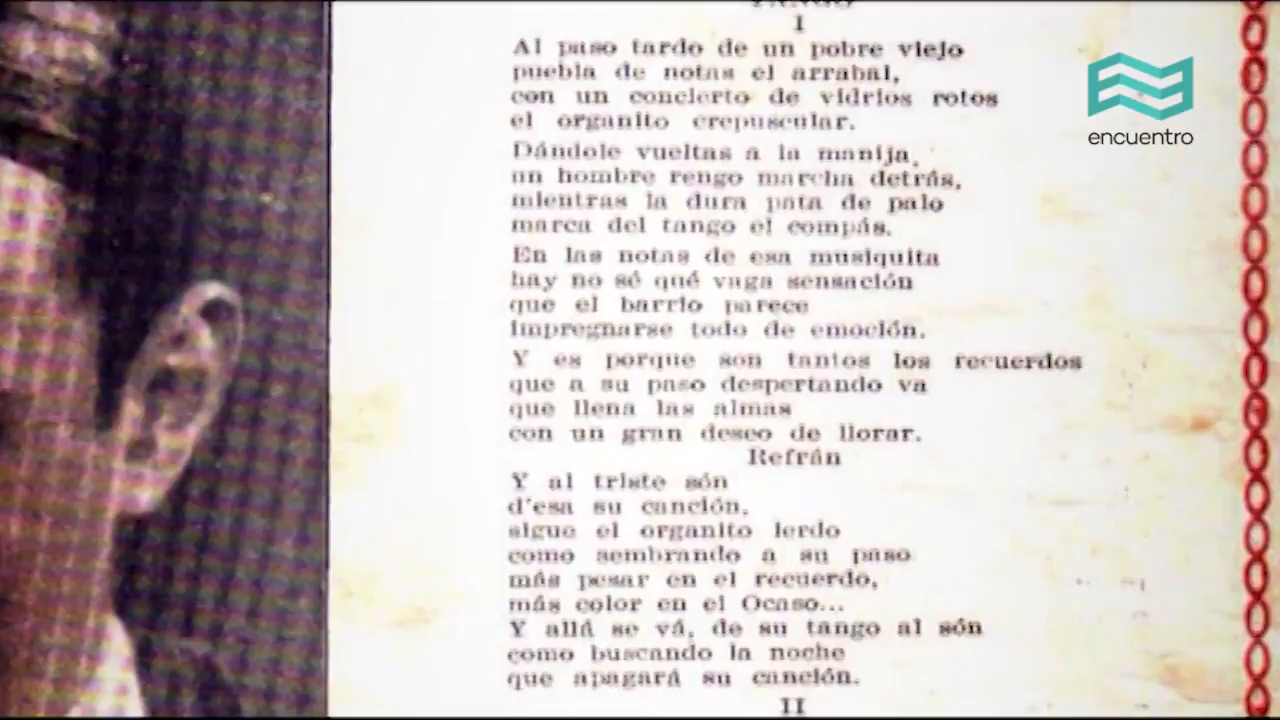 TANGO
I
Al paso tardo de un pobre viejo
puebla de notas el arrabal,
con un concierto de vidrios rotos
el organito crepuscular.
Dándole vueltas a la manija,
un hombre rengo marcha detrás,
mientras la dura pata de palo
marca del tango el compás.
En las notas de esa musiquita
hay no sé qué vaga sensación
que el barrio parece
impregnarse todo de emoción.
Y es porque son tantos los recuerdos
que a su paso despertando va
que llena las almas
con un gran deseo de llorar.
Refrán
Y al triste són
d'esa su canción,
sigue el organito lerdo
como sembrando a su paso
más pesar en el recuerdo,
más color en el Ocaso...
Y allá se vá, de su tango al són
como buscando la noche
que apagará su canción.
II
encuentro